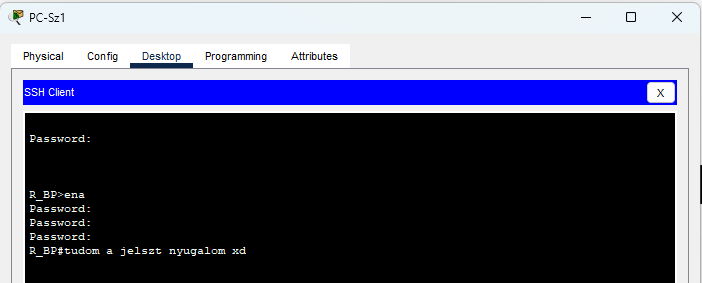 PC-Sz1
Physical Config Desktop Programming Attributes
SSH Client X
Password:
R_BP>ena
Password:
Password:
Password:
R_BP#tudom a jelszt nyugalom xd